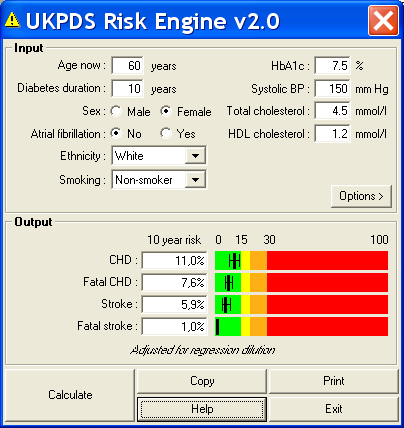 UKPDS Risk Engine v2.0
Input
Age now : 60 years
HbA1c : 7.5 %
Diabetes duration : 10 years
Systolic BP : 150 mm Hg
Sex : Male Female
Total cholesterol : 4.5 mmol/l
Atrial fibrillation : No Yes
HDL cholesterol : 1.2 mmol/l
Ethnicity : White
Smoking : Non-smoker
Options >
Output
10 year risk 0 15 30 100
CHD : 11,0%
Fatal CHD : 7,6%
Stroke : 5,9%
Fatal stroke : 1,0%
Adjusted for regression dilution
Calculate
Copy
Print
Help
Exit